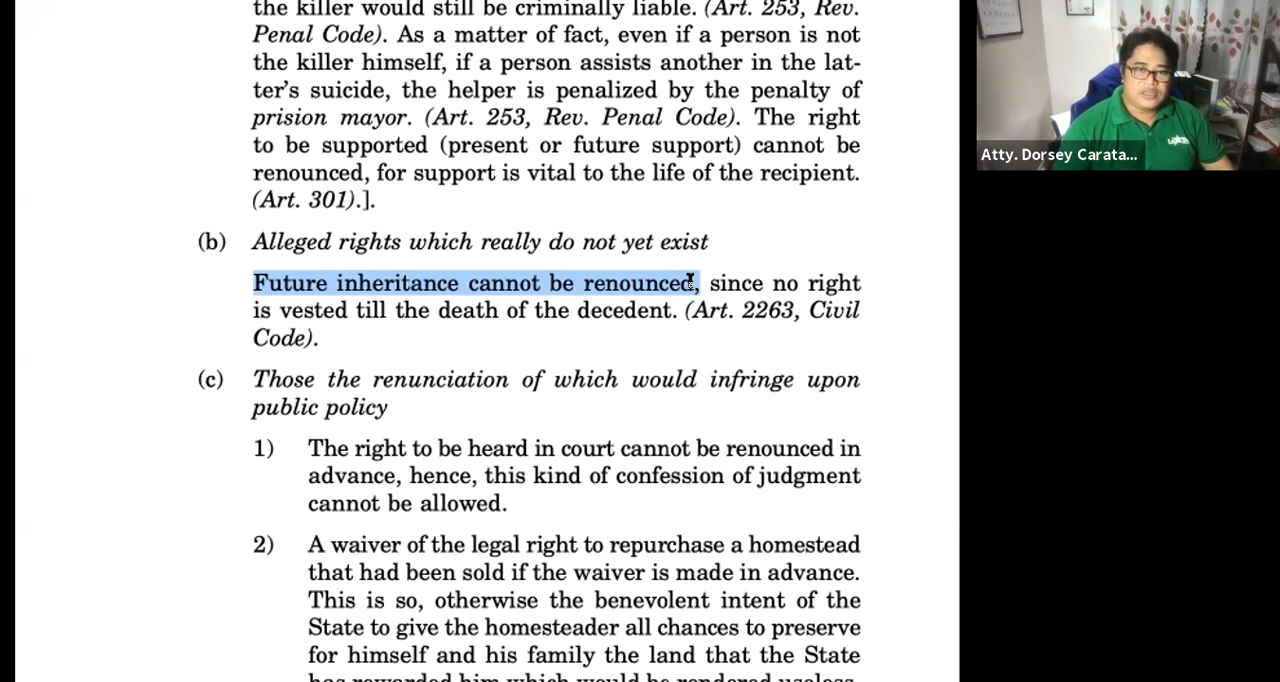 the killer would still be criminally liable. (Art. 253, Rev.
Penal Code). As a matter of fact, even if a person is not
the killer himself, if a person assists another in the lat-
ter's suicide, the helper is penalized by the penalty of
prision mayor. (Art. 253, Rev. Penal Code). The right
to be supported (present or future support) cannot be
renounced, for support is vital to the life of the recipient.
(Art. 301).].
(b) Alleged rights which really do not yet exist
Future inheritance cannot be renounced, since no right
is vested till the death of the decedent. (Art. 2263, Civil
Code).
(c) Those the renunciation of which would infringe upon
public policy
1) The right to be heard in court cannot be renounced in
advance, hence, this kind of confession of judgment
cannot be allowed.
2) A waiver of the legal right to repurchase a homestead
that had been sold if the waiver is made in advance.
This is so, otherwise the benevolent intent of the
State to give the homesteader all chances to preserve
for himself and his family the land that the State
has rewarded him which would be rendered useless.
Atty. Dorsey Carata...